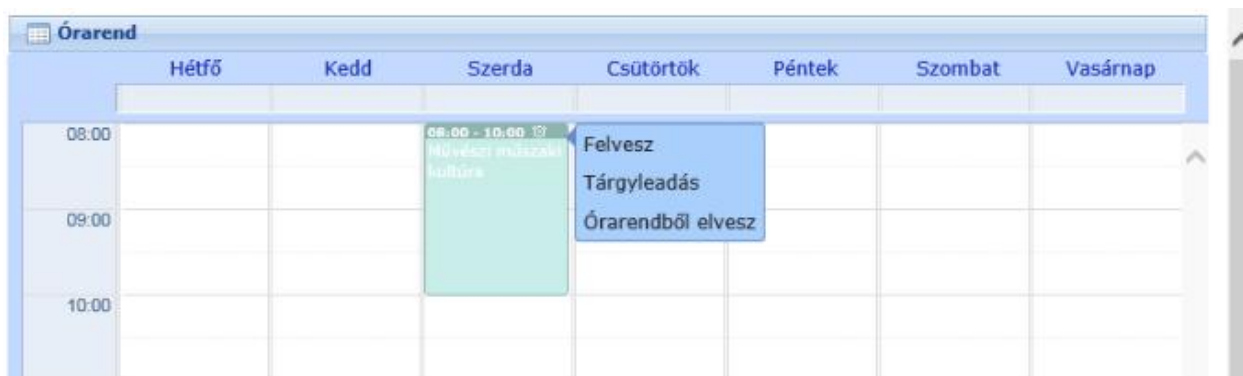 Órarend
Hétfő Kedd Szerda Csütörtök Péntek Szombat Vasárnap
08:00
08:00 - 10:00
Művészi műszaki
kultúra
Felvesz
Tárgyleadás
09:00
Órarendből elvesz
10:00